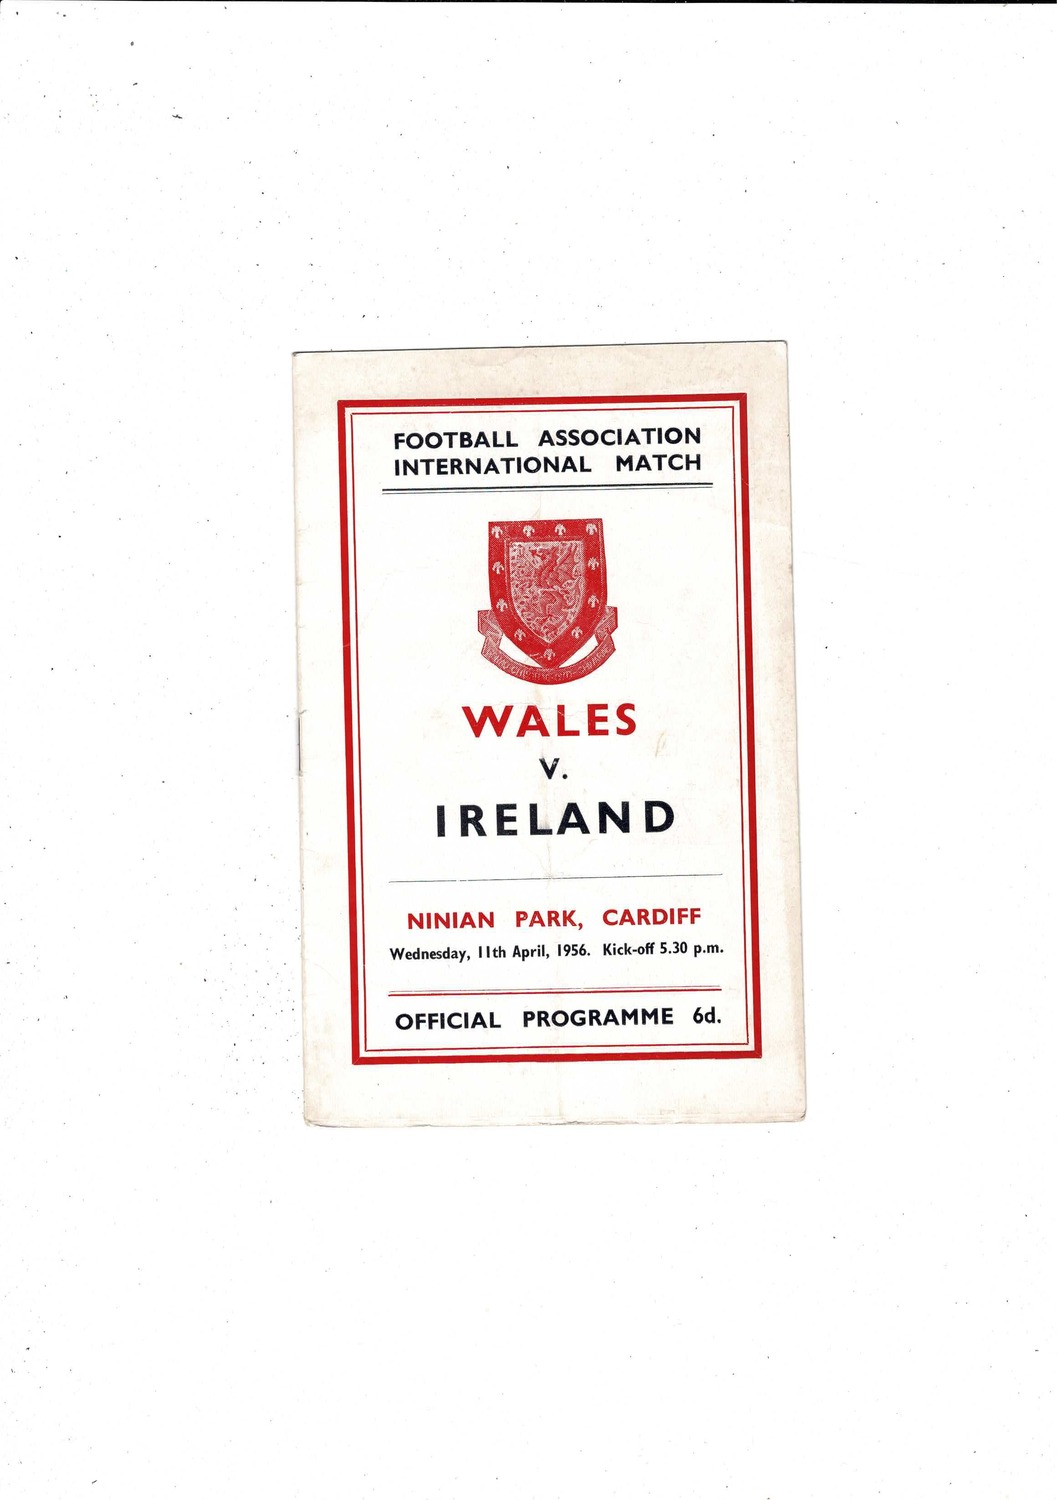 FOOTBALL ASSOCIATION
INTERNATIONAL MATCH
WALES
V.
IRELAND
NINIAN PARK, CARDIFF
Wednesday, 11th April, 1956. Kick-off 5.30 p.m.
OFFICIAL PROGRAMME 6d.